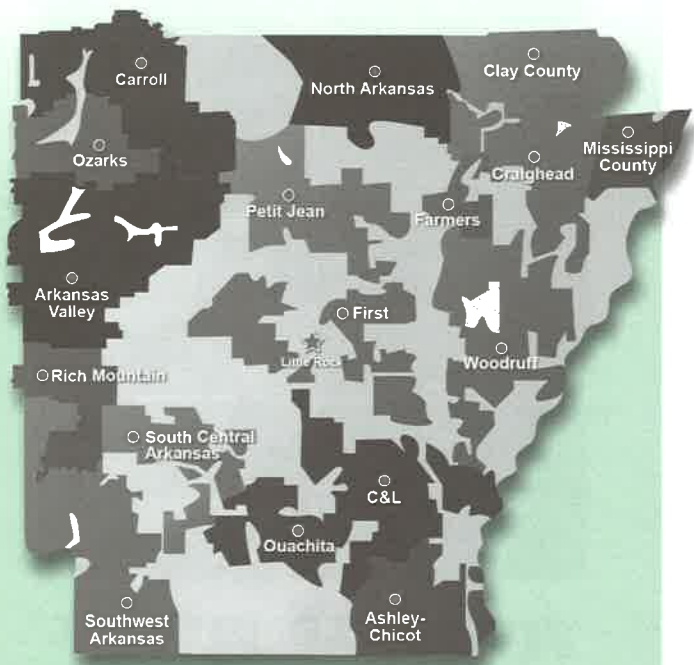 Carroll
North Arkansas
Clay County
Ozarks
Craighead
Mississippi
County
Petit Jean
Farmers
Arkansas
Valley
First
Little Rock
Woodruff
Rich Mountain
South Central
Arkansas
C&L
Ouachita
Southwest
Arkansas
Ashley-
Chicot